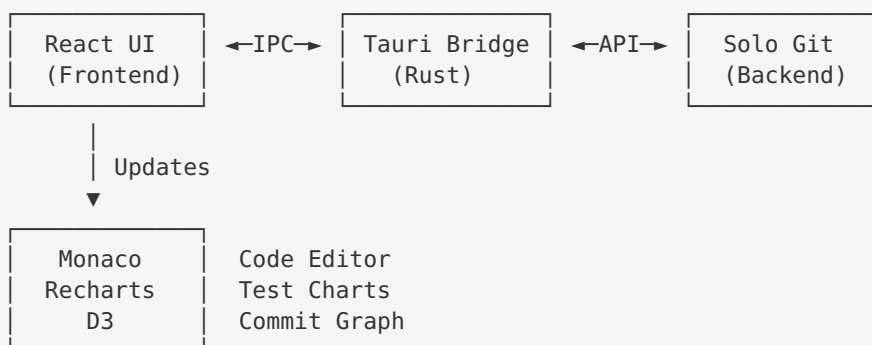 React UI ◄─IPC─► Tauri Bridge ◄─API─► Solo Git
(Frontend) (Rust) (Backend)
Updates
Monaco Code Editor
Recharts Test Charts
D3 Commit Graph